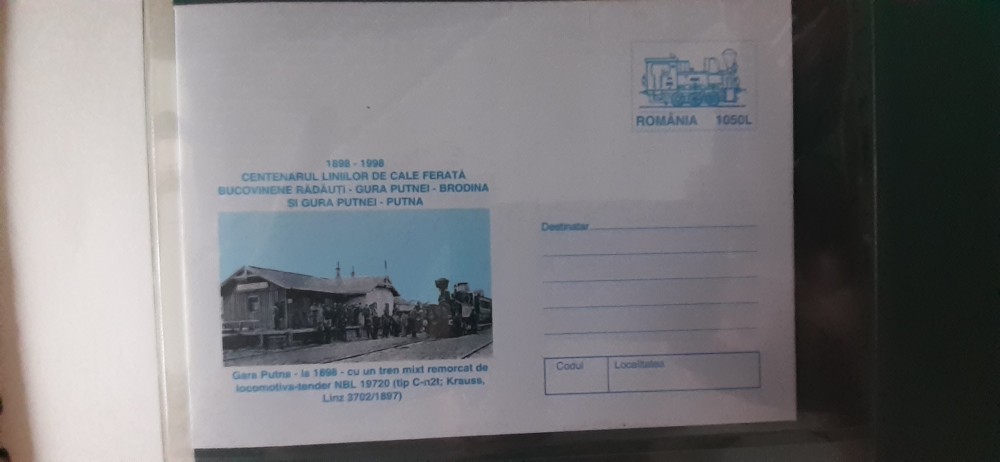 ROMÂNIA 1050L
1898 - 1998
CENTENARUL LINIILOR DE CALE FERATĂ
BUCOVINENE RĂDĂUȚI - GURA PUTNEI - BRODINA
ȘI GURA PUTNEI - PUTNA
Destinatar
Gara Putna - la 1898 - cu un tren mixt remorcat de
locomotiva-tender NBL 19720 (tip C-n2t; Krauss,
Linz 3702/1897)
Codul
Localitatea